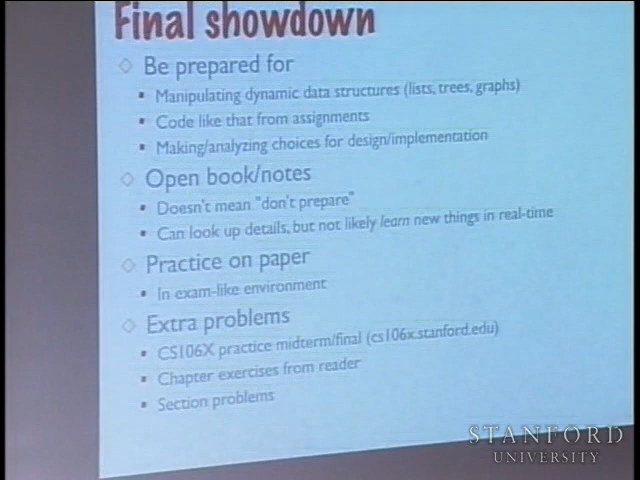 Final showdown
Be prepared for
Manipulating dynamic data structures (lists, trees, graphs)
Code like that from assignments
Making/analyzing choices for design/implementation
Open book/notes
Doesn't mean "don't prepare"
Can look up details, but not likely learn new things in real-time
Practice on paper
In exam-like environment
Extra problems
CS106X practice midterm/final (cs106x.stanford.edu)
Chapter exercises from reader
Section problems
STANFORD
UNIVERSITY